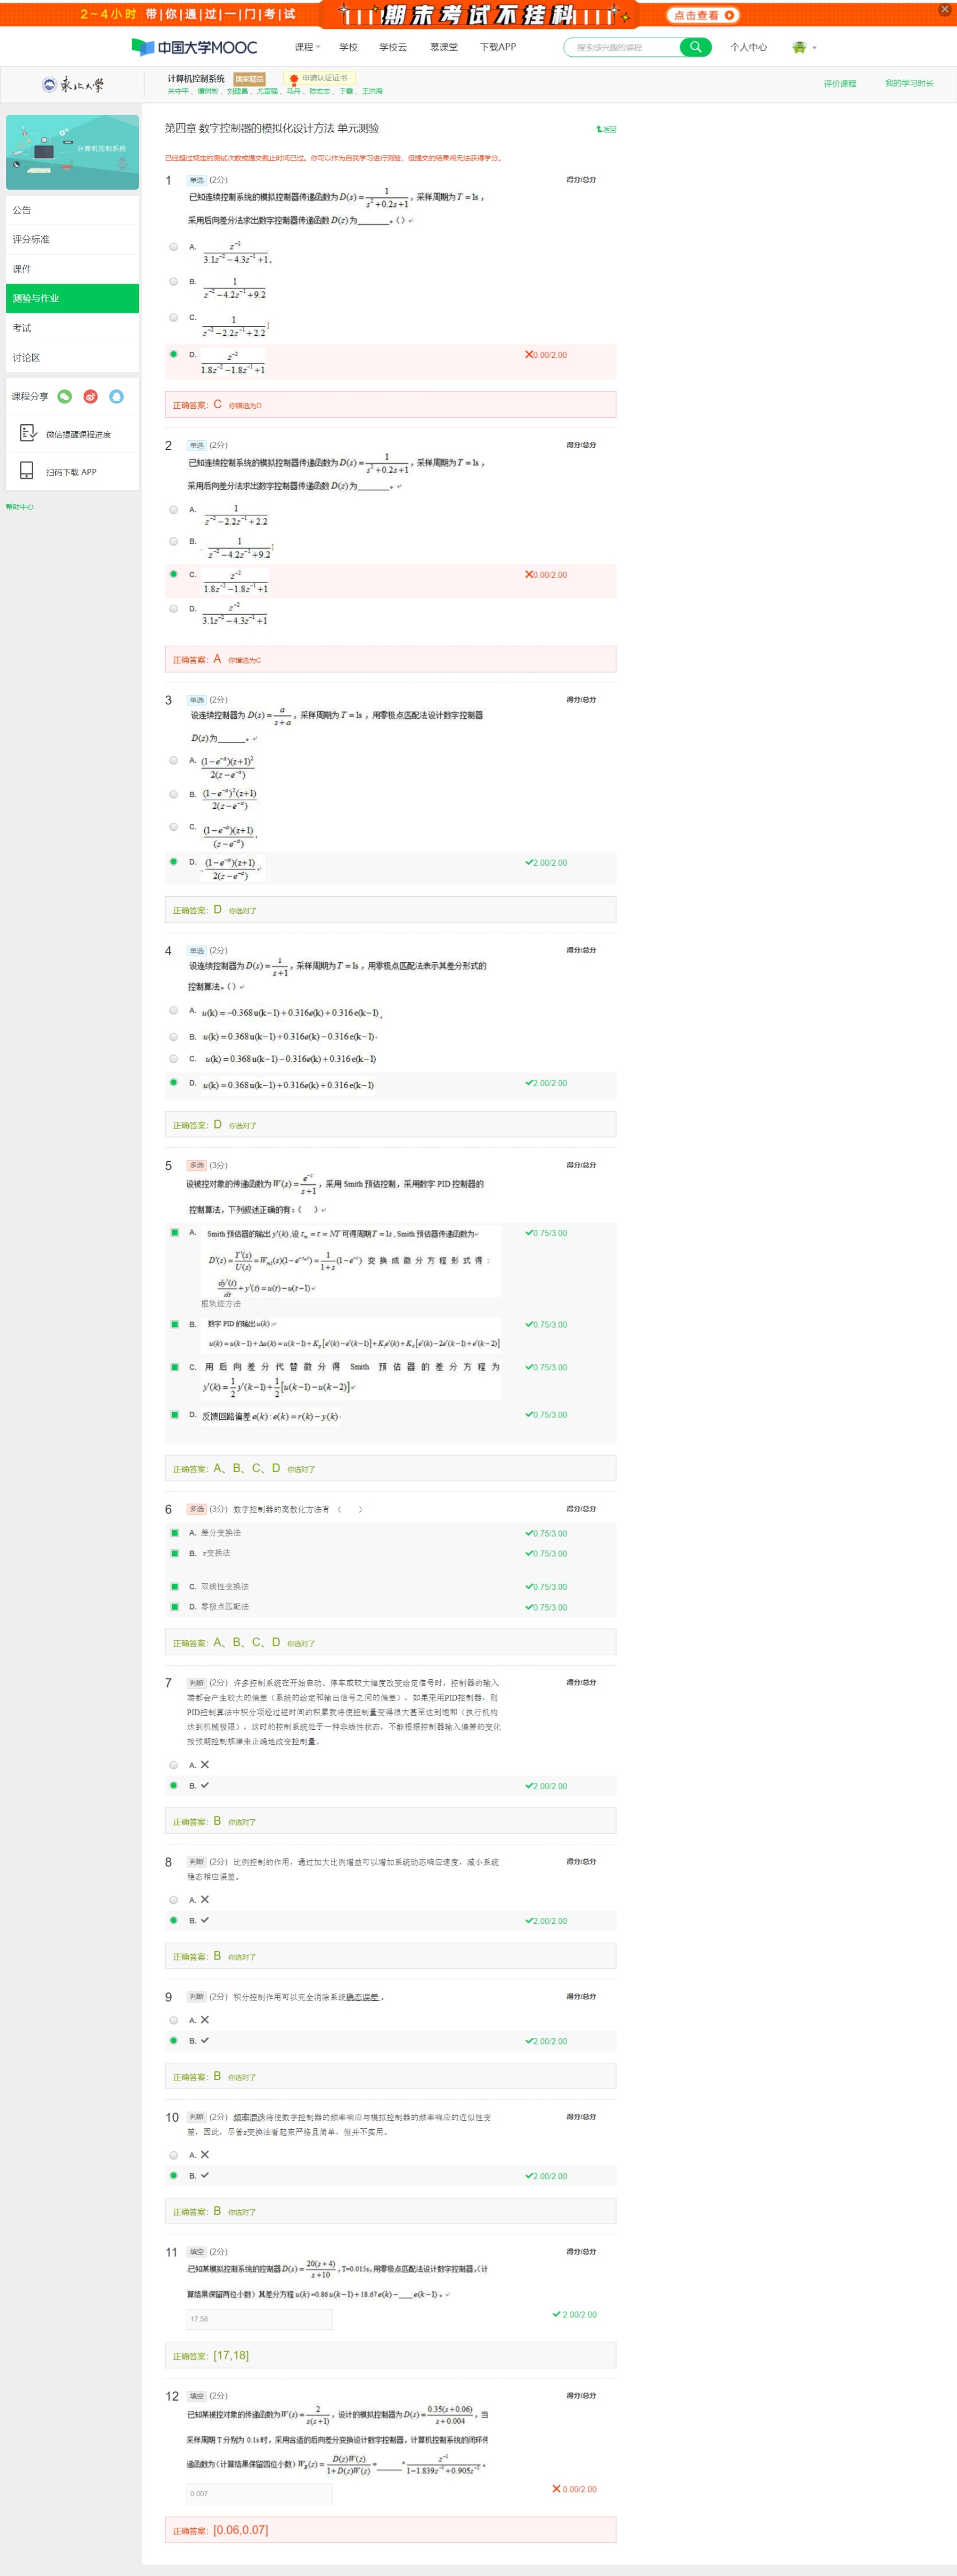 2~4小时 带|你|通|过|一|门|考|试
期末考试不挂科
点击查看
中国大学MOOC
课程
学校
学校云
慕课堂
下载APP
搜索感兴趣的课程
个人中心
东北大学
计算机控制系统 国家精品 申请认证证书
关守平、谭树彬、刘建昌、尤富强、马丹、陈宏志、于霞、王洪海
评价课程
我的学习时长
计算机控制系统
公告
评分标准
课件
测验与作业
考试
讨论区
课程分享
微信提醒课程进度
扫码下载 APP
帮助中心
第四章 数字控制器的模拟化设计方法 单元测验
返回
已经超过规定的测试次数或提交截止时间已过。你可以作为自我学习进行测验，但提交的结果将无法获得学分。
1 单选 (2分) 得分/总分
已知连续控制系统的模拟控制器传递函数为D(s)=1/(s²+0.2s+1)，采样周期为T=1s，
采用后向差分法求出数字控制器传递函数D(z)为______。()
A. z⁻²/(3.1z⁻²−4.3z⁻¹+1)
B. 1/(z⁻²−4.2z⁻¹+9.2)
C. 1/(z⁻²−2.2z⁻¹+2.2)
D. z⁻²/(1.8z⁻²−1.8z⁻¹+1) 0.00/2.00
正确答案：C 你错选为D
2 单选 (2分) 得分/总分
已知连续控制系统的模拟控制器传递函数为D(s)=1/(s²+0.2s+1)，采样周期为T=1s，
采用后向差分法求出数字控制器传递函数D(z)为______。
A. 1/(z⁻²−2.2z⁻¹+2.2)
B. 1/(z⁻²−4.2z⁻¹+9.2)
C. z⁻²/(1.8z⁻²−1.8z⁻¹+1) 0.00/2.00
D. z⁻²/(3.1z⁻²−4.3z⁻¹+1)
正确答案：A 你错选为C
3 单选 (2分) 得分/总分
设连续控制器为D(s)=a/(s+a)，采样周期为T=1s，用零极点匹配法设计数字控制器
D(z)为______。
A. (1−e⁻ᵃ)(z+1)²/2(z−e⁻ᵃ)
B. (1−e⁻ᵃ)²(z+1)/2(z−e⁻ᵃ)
C. (1−e⁻ᵃ)(z+1)/(z−e⁻ᵃ)
D. (1−e⁻ᵃ)(z+1)/2(z−e⁻ᵃ) 2.00/2.00
正确答案：D 你选对了
4 单选 (2分) 得分/总分
设连续控制器为D(s)=1/(s+1)，采样周期为T=1s，用零极点匹配法表示其差分形式的
控制算法。()
A. u(k)=−0.368u(k−1)+0.316e(k)+0.316e(k−1)
B. u(k)=0.368u(k−1)+0.316e(k)−0.316e(k−1)
C. u(k)=0.368u(k−1)−0.316e(k)+0.316e(k−1)
D. u(k)=0.368u(k−1)+0.316e(k)+0.316e(k−1) 2.00/2.00
正确答案：D 你选对了
5 多选 (3分) 得分/总分
设被控对象的传递函数为W(s)=e⁻ˢ/(s+1)，采用 Smith 预估控制，采用数字 PID 控制器的
控制算法，下列叙述正确的有：( )
A. Smith 预估器的输出y'(k),设τₘ=τ=NT可得周期T=1s, Smith 预估器传递函数为 0.75/3.00
变换成微分方程形式得：
dy'(t)/dt+y'(t)=u(t)−u(t−1)
根轨迹方法
B. 数字 PID 的输出u(k): 0.75/3.00
u(k)=u(k−1)+Δu(k)=u(k−1)+Kₚ[e'(k)−e'(k−1)]+Kᵢe'(k)+K_d[e'(k)−2e'(k−1)+e'(k−2)]
C. 用后向差分代替微分得 Smith 预估器的差分方程为 0.75/3.00
y'(k)=1/2 y'(k−1)+1/2[u(k−1)−u(k−2)]
D. 反馈回路偏差e(k):e(k)=r(k)−y(k) 0.75/3.00
正确答案：A、B、C、D 你选对了
6 多选 (3分) 数字控制器的离散化方法有 （ ） 得分/总分
A. 差分变换法 0.75/3.00
B. z变换法 0.75/3.00
C. 双线性变换法 0.75/3.00
D. 零极点匹配法 0.75/3.00
正确答案：A、B、C、D 你选对了
7 判断 (2分) 许多控制系统在开始启动、停车或较大幅度改变给定信号时，控制器的输入 得分/总分
端都会产生较大的偏差（系统的给定和输出信号之间的偏差），如果采用PID控制器，则
PID控制算法中积分项经过短时间的积累就将使控制量变得很大甚至达到饱和（执行机构
达到机械极限），这时的控制系统处于一种非线性状态，不能根据控制器输入偏差的变化
按预期控制规律来正确地改变控制量。
A.
B. 2.00/2.00
正确答案：B 你选对了
8 判断 (2分) 比例控制的作用，通过加大比例增益可以增加系统动态响应速度，减小系统 得分/总分
稳态相应误差。
A.
B. 2.00/2.00
正确答案：B 你选对了
9 判断 (2分) 积分控制作用可以完全消除系统稳态误差 。 得分/总分
A.
B. 2.00/2.00
正确答案：B 你选对了
10 判断 (2分) 频率混迭将使数字控制器的频率响应与模拟控制器的频率响应的近似性变 得分/总分
差，因此，尽管z变换法看起来严格且简单，但并不实用。
A.
B. 2.00/2.00
正确答案：B 你选对了
11 填空 (2分) 得分/总分
已知某模拟控制系统的控制器D(s)=20(s+4)/(s+10)，T=0.015s,用零极点匹配法设计数字控制器,(计
算结果保留两位小数）其差分方程u(k)=0.86u(k−1)+18.67e(k)−____e(k−1)。
17.58 2.00/2.00
正确答案：[17,18]
12 填空 (2分) 得分/总分
已知某被控对象的传递函数为W(s)=2/(s(s+1))，设计的模拟控制器为D(s)=0.35(s+0.06)/(s+0.004)，当
采样周期 T 分别为 0.1s时，采用合适的后向差分变换设计数字控制器，计算机控制系统的闭环传
递函数为(计算结果保留四位小数）W_B(z)=D(z)W(z)/(1+D(z)W(z))=______*z⁻¹/(1−1.839z⁻¹+0.905z⁻²)。
0.007 0.00/2.00
正确答案：[0.06,0.07]